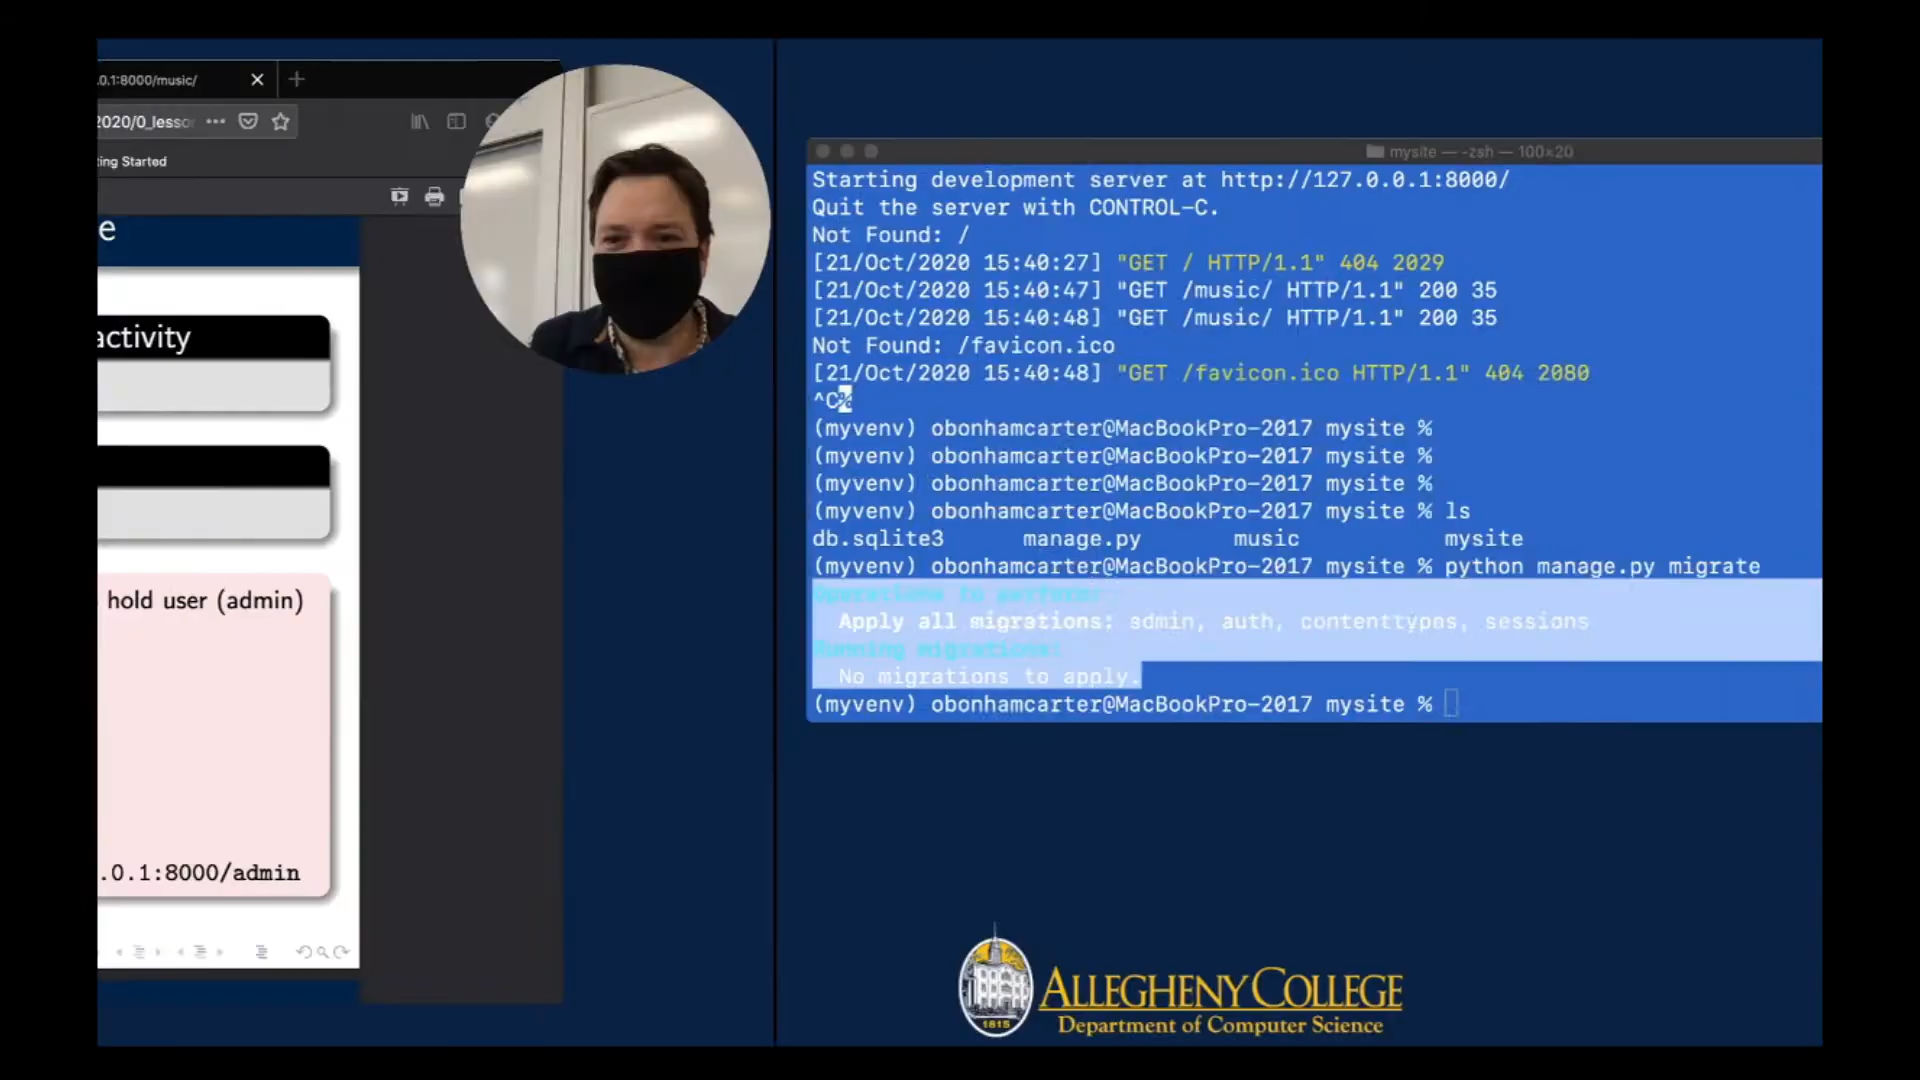 .0.1:8000/music/
2020/0_lesso
ing Started
e
activity
hold user (admin)
.0.1:8000/admin
mysite — -zsh — 100×20
Starting development server at http://127.0.0.1:8000/
Quit the server with CONTROL-C.
Not Found: /
[21/Oct/2020 15:40:27] "GET / HTTP/1.1" 404 2029
[21/Oct/2020 15:40:47] "GET /music/ HTTP/1.1" 200 35
[21/Oct/2020 15:40:48] "GET /music/ HTTP/1.1" 200 35
Not Found: /favicon.ico
[21/Oct/2020 15:40:48] "GET /favicon.ico HTTP/1.1" 404 2080
^C%
(myvenv) obonhamcarter@MacBookPro-2017 mysite %
(myvenv) obonhamcarter@MacBookPro-2017 mysite %
(myvenv) obonhamcarter@MacBookPro-2017 mysite %
(myvenv) obonhamcarter@MacBookPro-2017 mysite % ls
db.sqlite3 manage.py music mysite
(myvenv) obonhamcarter@MacBookPro-2017 mysite % python manage.py migrate
Operations to perform:
Apply all migrations: admin, auth, contenttypes, sessions
Running migrations:
No migrations to apply.
(myvenv) obonhamcarter@MacBookPro-2017 mysite %
1815
ALLEGHENY COLLEGE
Department of Computer Science